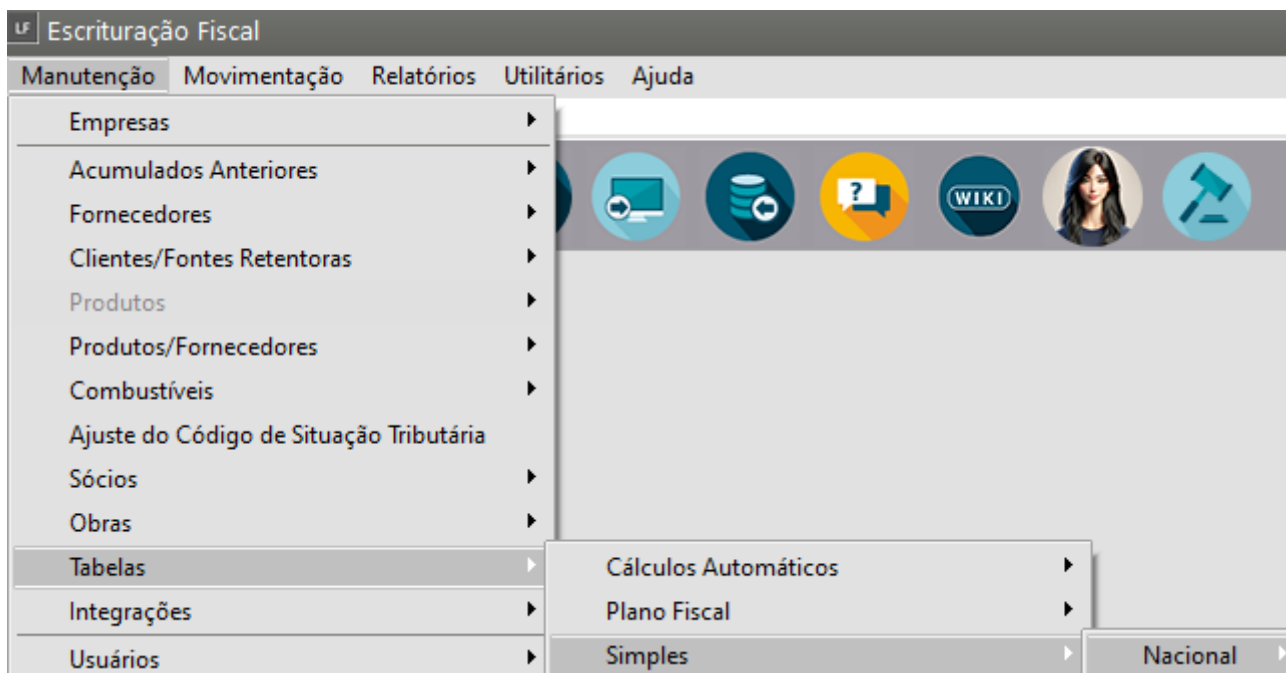 LF Escrituração Fiscal
Manutenção Movimentação Relatórios Utilitários Ajuda
Empresas
Acumulados Anteriores
Fornecedores
Clientes/Fontes Retentoras
Produtos
Produtos/Fornecedores
Combustíveis
Ajuste do Código de Situação Tributária
Sócios
Obras
Tabelas
Integrações
Usuários
? WIKI
Cálculos Automáticos
Plano Fiscal
Simples
Nacional